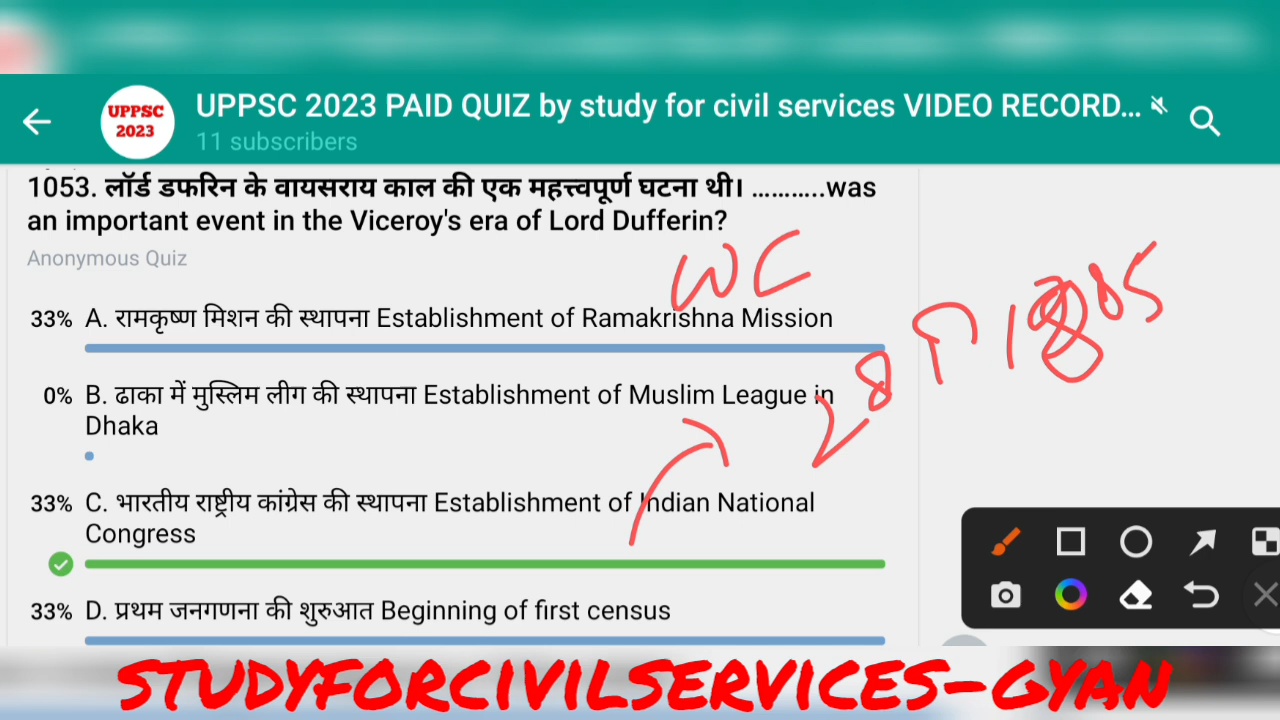 UPPSC 2023 PAID QUIZ by study for civil services VIDEO RECORD...
UPPSC
2023
11 subscribers
1053. लॉर्ड डफरिन के वायसराय काल की एक महत्त्वपूर्ण घटना थी। ………..was
an important event in the Viceroy's era of Lord Dufferin?
Anonymous Quiz
WC
33% A. रामकृष्ण मिशन की स्थापना Establishment of Ramakrishna Mission
0% B. ढाका में मुस्लिम लीग की स्थापना Establishment of Muslim League in
Dhaka
28
33% C. भारतीय राष्ट्रीय कांग्रेस की स्थापना Establishment of Indian National
Congress
33% D. प्रथम जनगणना की शुरुआत Beginning of first census
STUDYFORCIVILSERVICES-GYAN